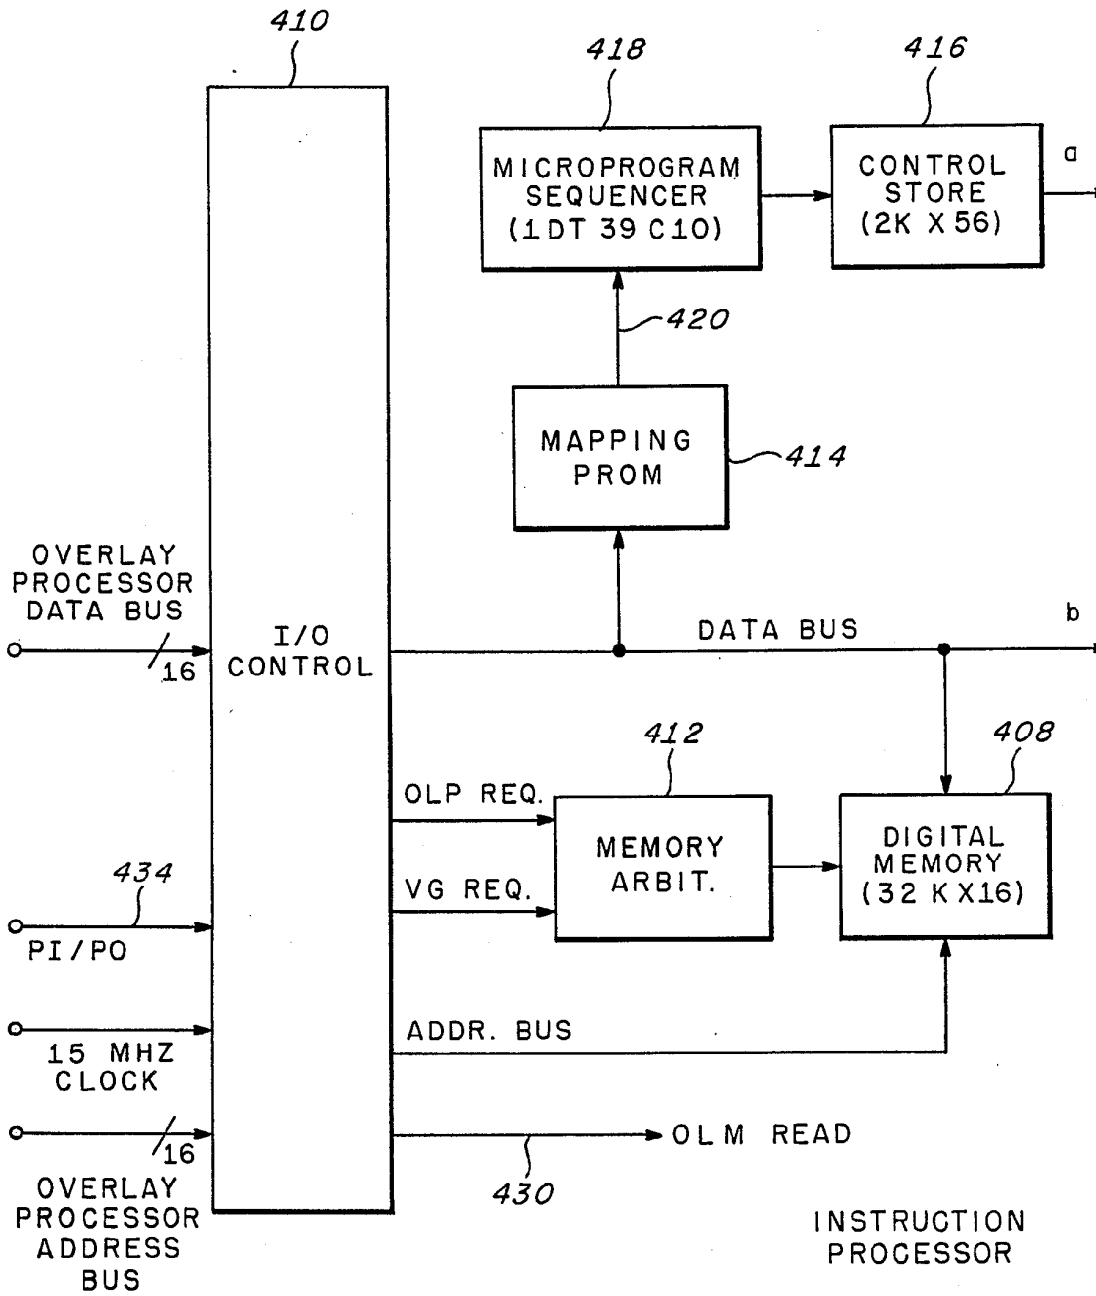 410
418
416
MICROPROGRAM
SEQUENCER
(1DT 39 C10)
CONTROL
STORE
(2K X 56)
a
420
MAPPING
PROM
414
OVERLAY
PROCESSOR
DATA BUS
16
I/O
CONTROL
DATA BUS
b
412
408
OLP REQ.
VG REQ.
MEMORY
ARBIT.
DIGITAL
MEMORY
(32 K X16)
434
PI/PO
15 MHZ
CLOCK
ADDR. BUS
16
OVERLAY
PROCESSOR
ADDRESS
BUS
OLM READ
430
INSTRUCTION
PROCESSOR